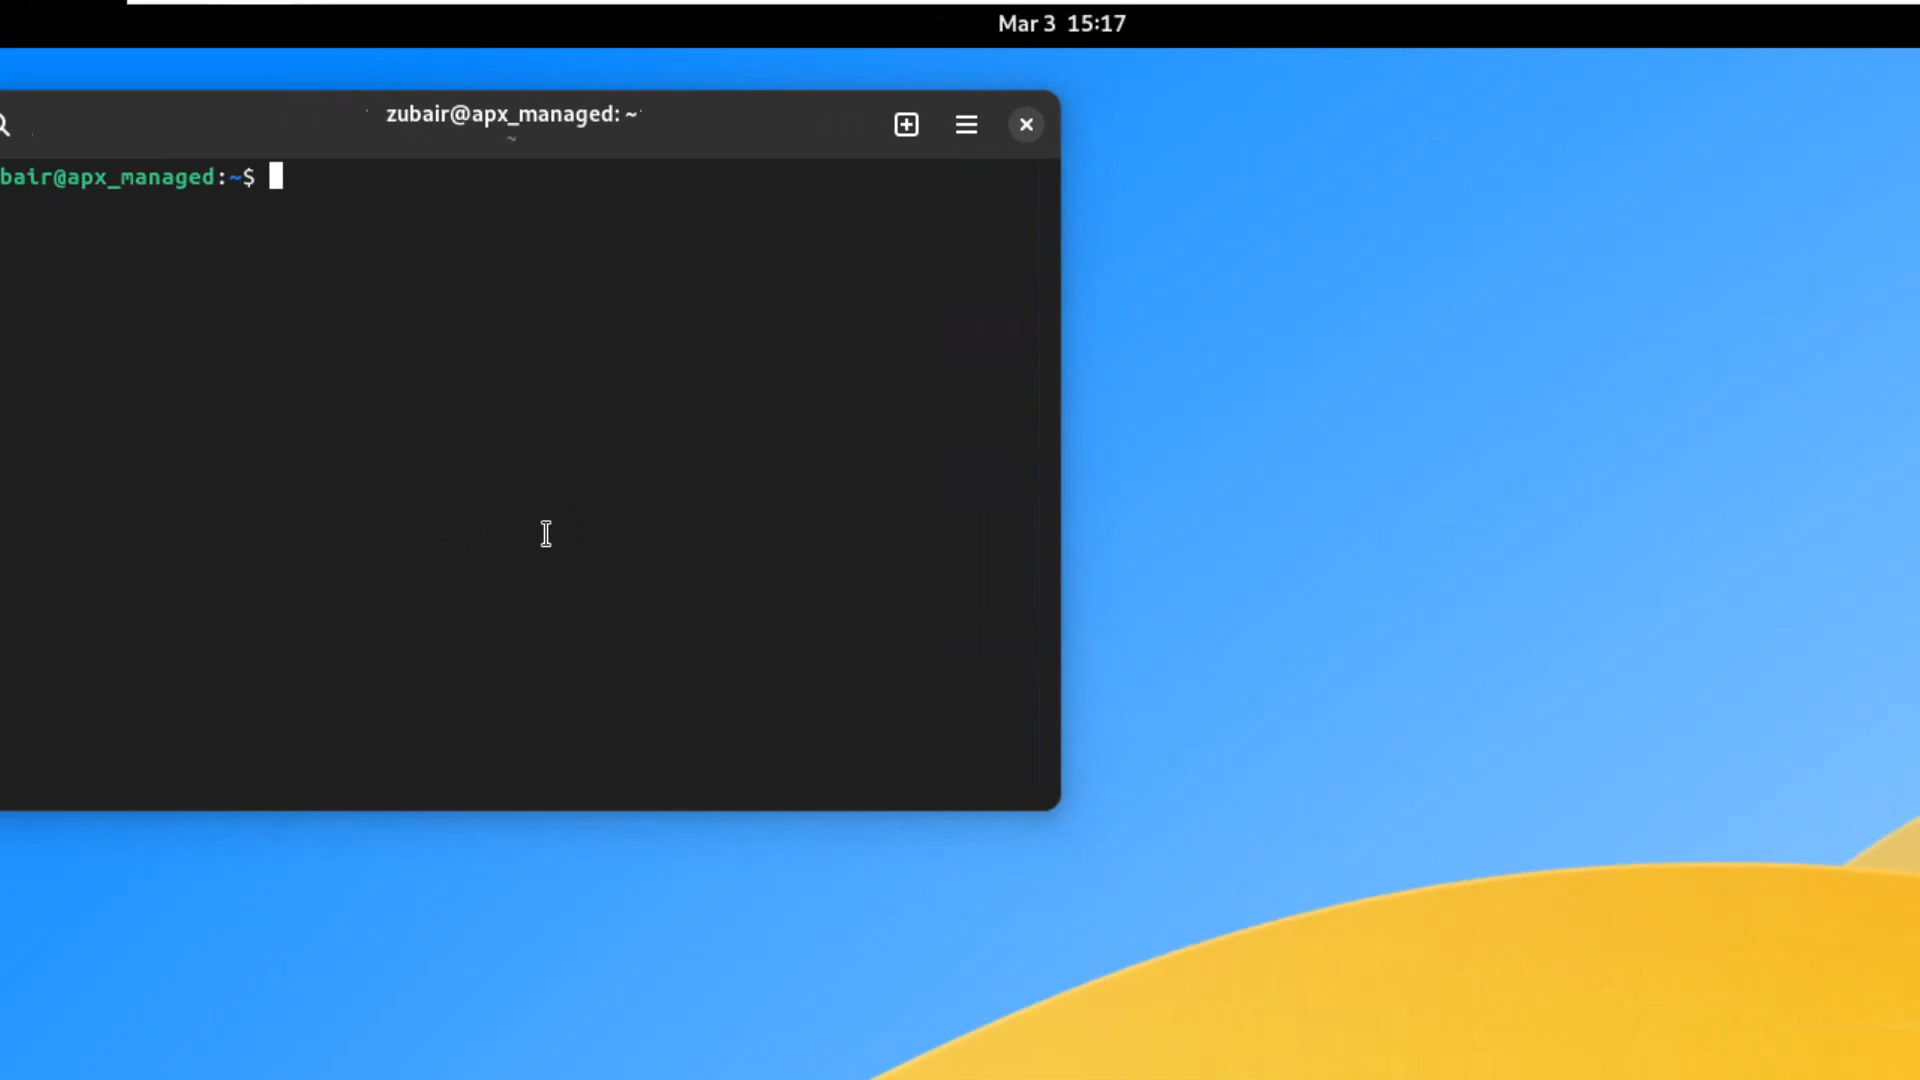 Mar 3 15:17
zubair@apx_managed: ~
~
bair@apx_managed:~$